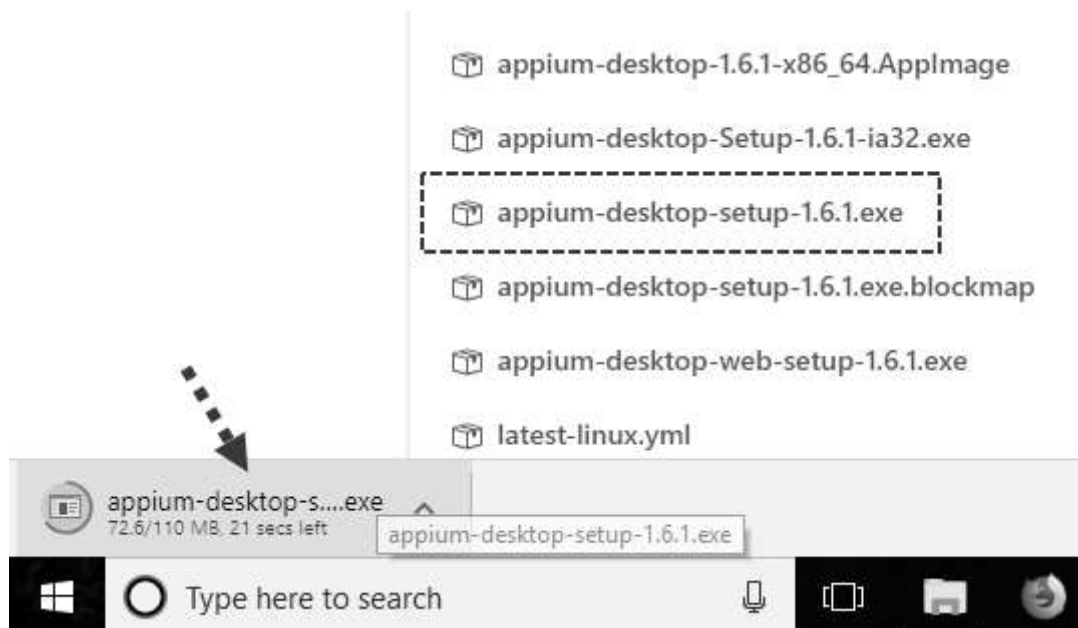 appium-desktop-1.6.1-x86_64.AppImage
appium-desktop-Setup-1.6.1-ia32.exe
appium-desktop-setup-1.6.1.exe
appium-desktop-setup-1.6.1.exe.blockmap
appium-desktop-web-setup-1.6.1.exe
latest-linux.yml
appium-desktop-s....exe
72.6/110 MB, 21 secs left
appium-desktop-setup-1.6.1.exe
Type here to search